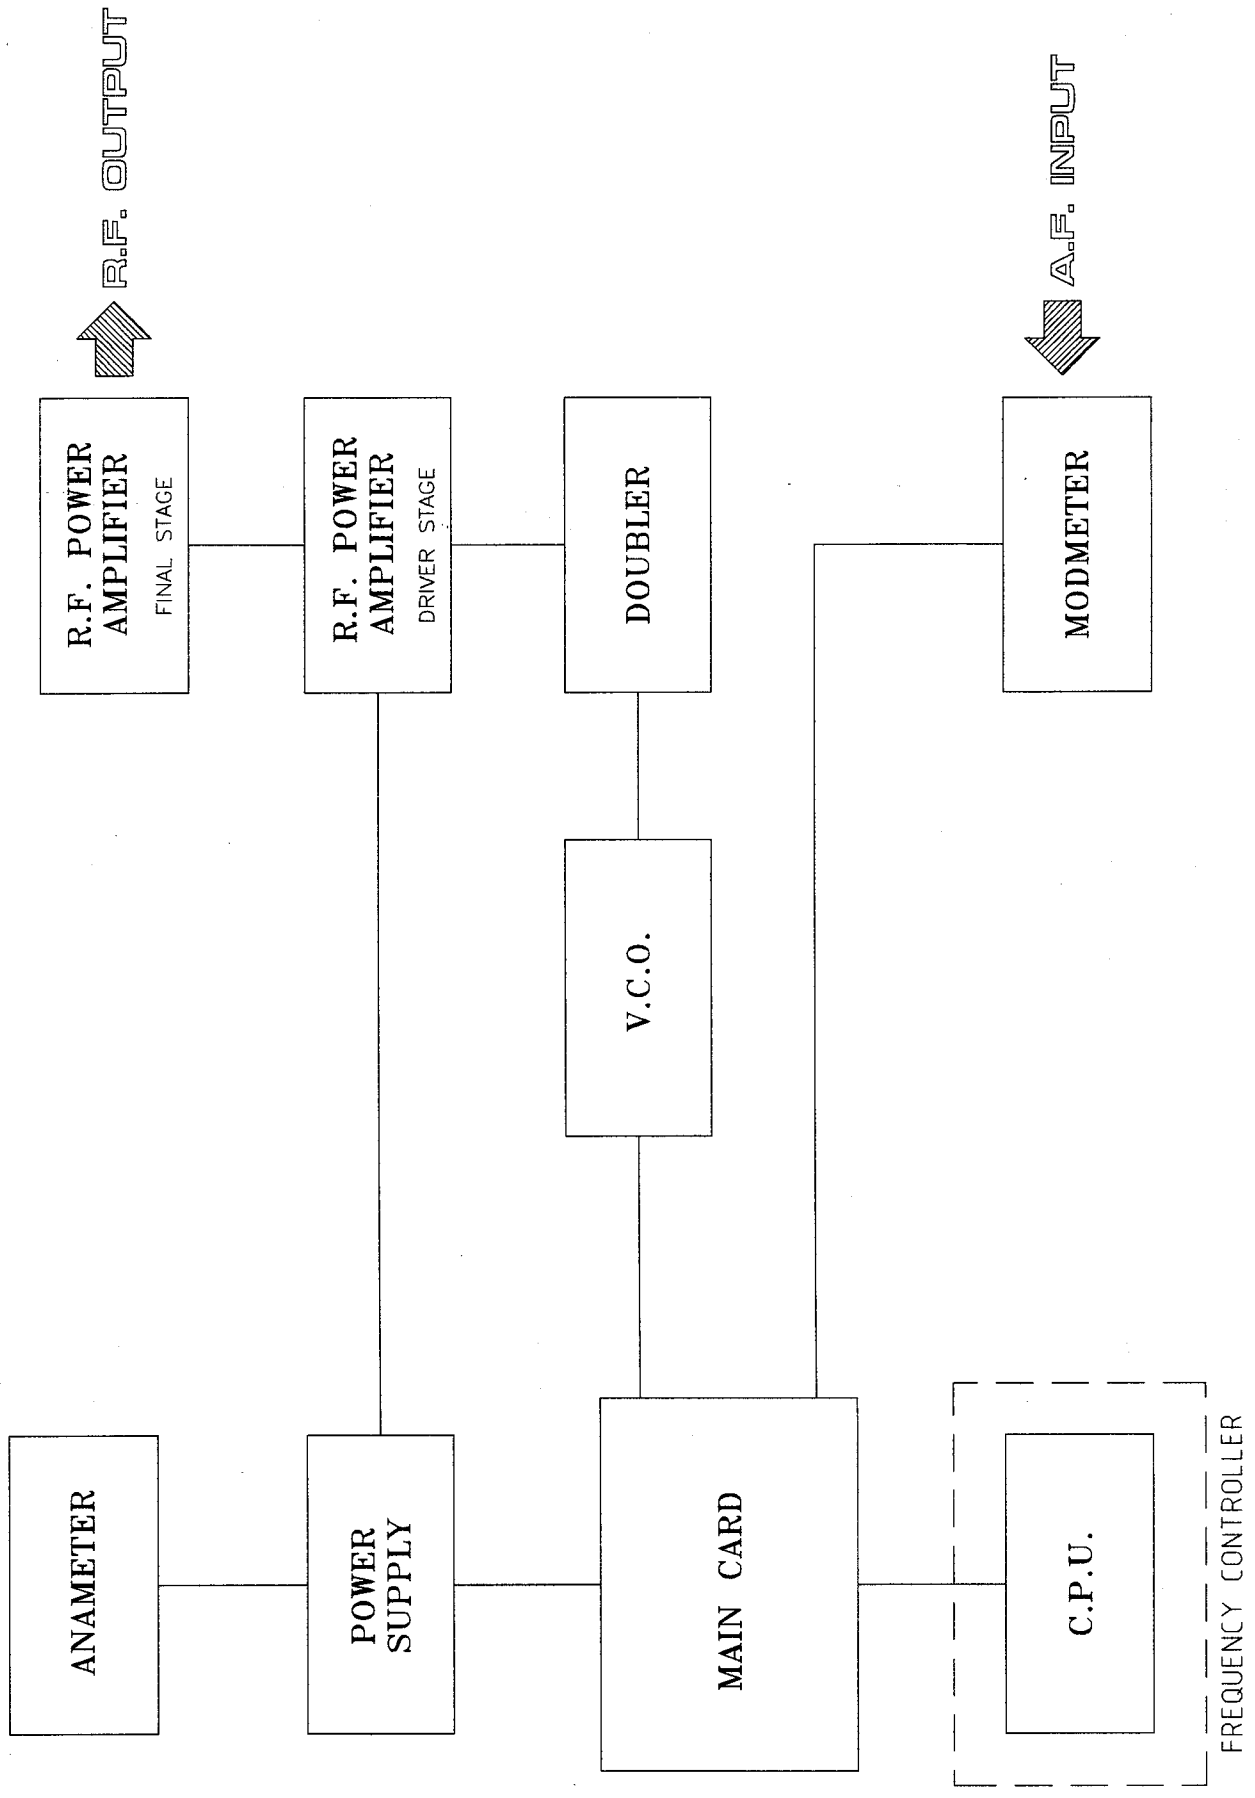 ANAMETER
POWER
SUPPLY
MAIN CARD
C.P.U.
FREQUENCY CONTROLLER
V.C.O.
R.F. POWER
AMPLIFIER
FINAL STAGE
R.F. POWER
AMPLIFIER
DRIVER STAGE
DOUBLER
MODMETER
R.F. OUTPUT
A.F. INPUT